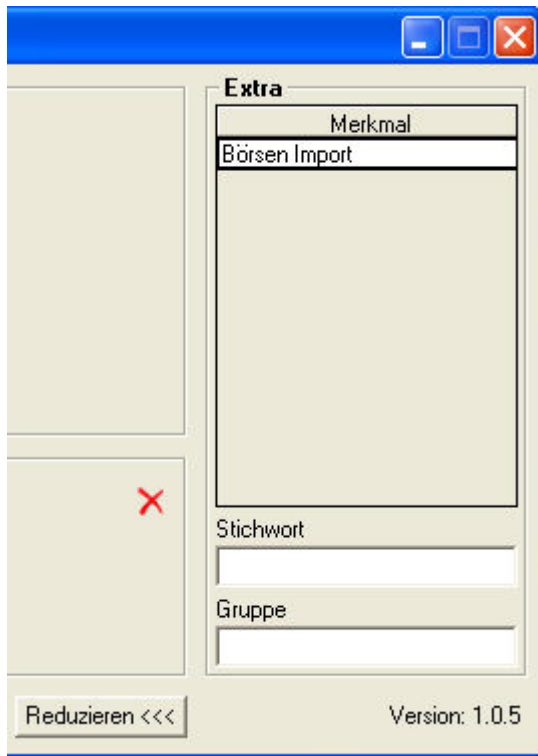 Extra
Merkmal
Börsen Import
Stichwort
Gruppe
Reduzieren <<<
Version: 1.0.5